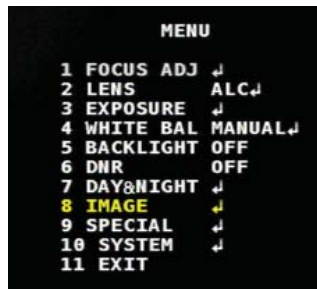 MENU
1 FOCUS ADJ ↲
2 LENS ALC↲
3 EXPOSURE ↲
4 WHITE BAL MANUAL↲
5 BACKLIGHT OFF
6 DNR OFF
7 DAY&NIGHT ↲
8 IMAGE ↲
9 SPECIAL ↲
10 SYSTEM ↲
11 EXIT